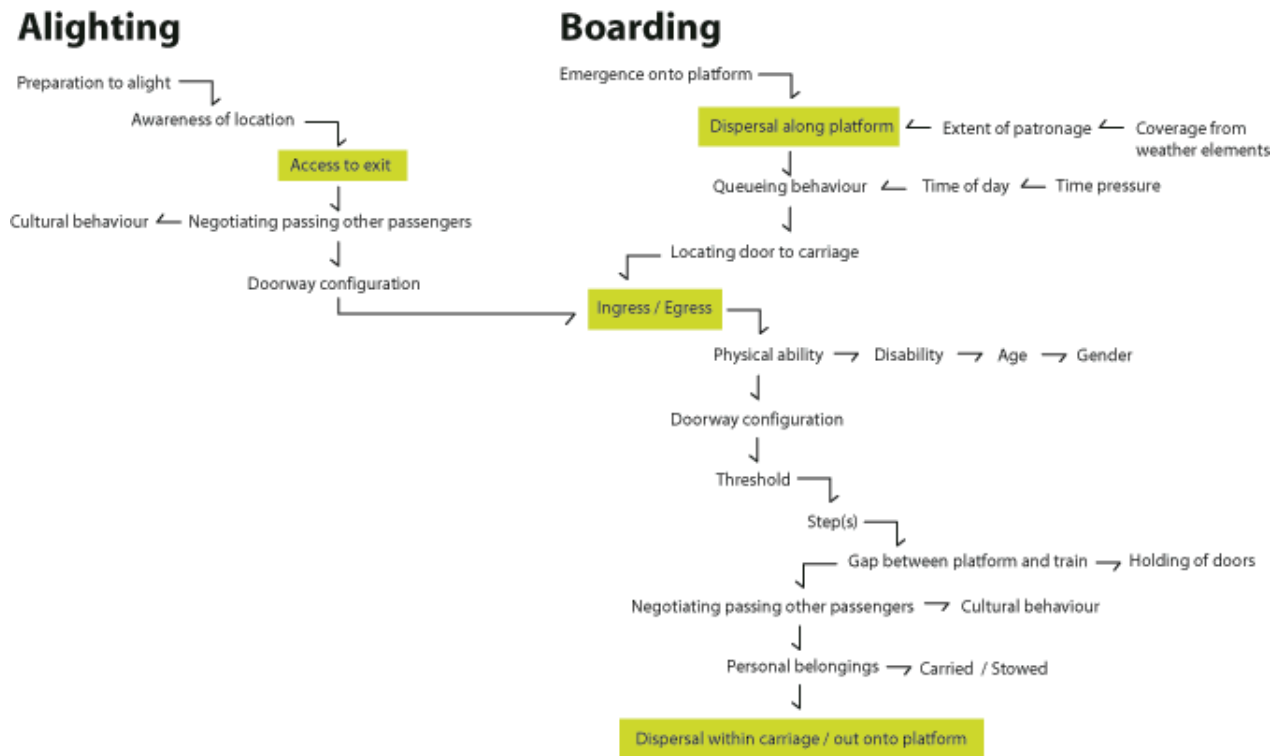 Alighting
Boarding
Preparation to alight
Emergence onto platform
Awareness of location
Dispersal along platform
Extent of patronage
Coverage from
weather elements
Access to exit
Queueing behaviour
Time of day
Time pressure
Cultural behaviour
Negotiating passing other passengers
Locating door to carriage
Doorway configuration
Ingress / Egress
Physical ability
Disability
Age
Gender
Doorway configuration
Threshold
Step(s)
Gap between platform and train
Holding of doors
Negotiating passing other passengers
Cultural behaviour
Personal belongings
Carried / Stowed
Dispersal within carriage / out onto platform